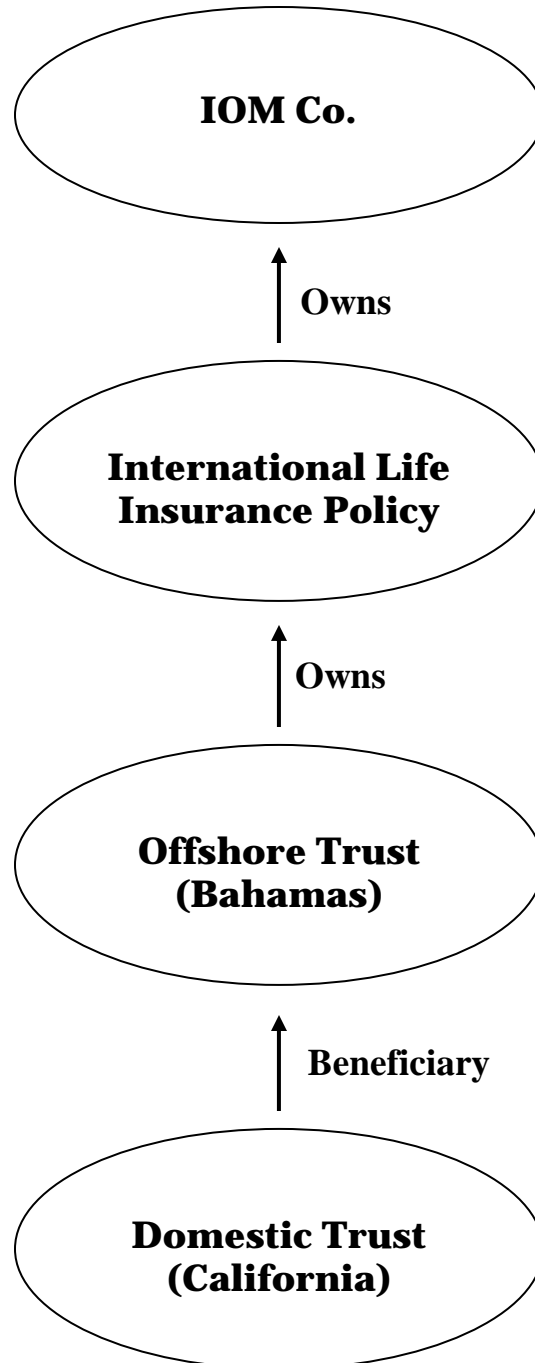 IOM Co.
Owns
International Life
Insurance Policy
Owns
Offshore Trust
(Bahamas)
Beneficiary
Domestic Trust
(California)